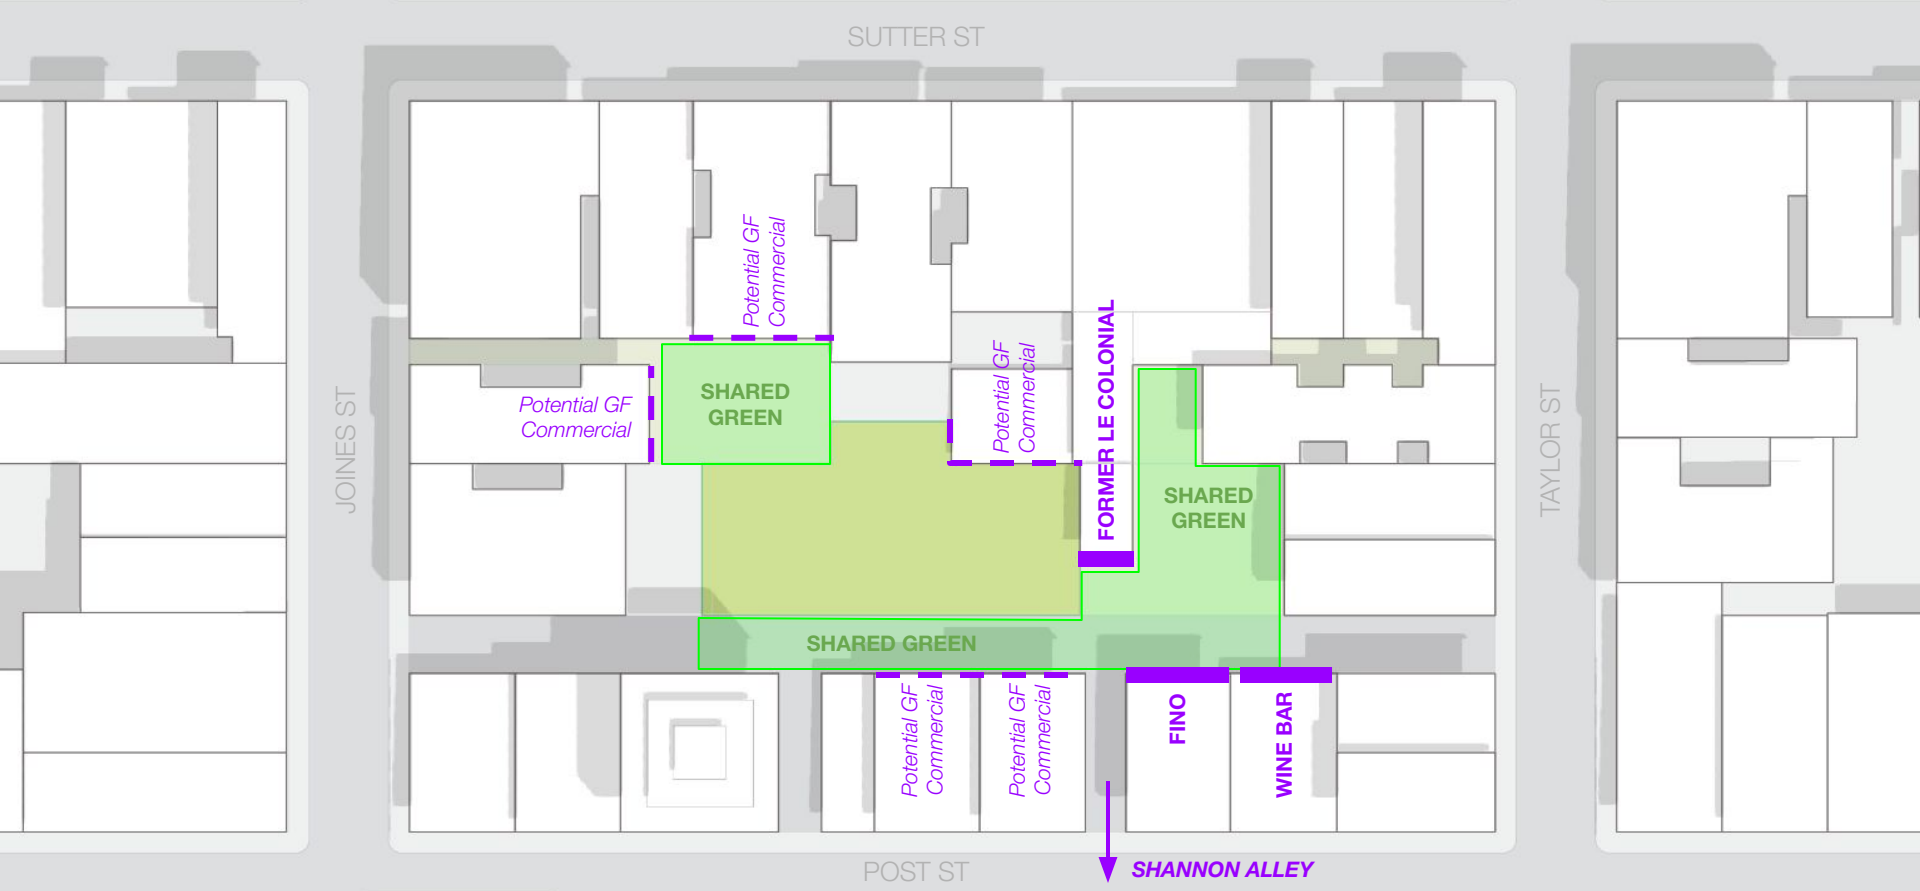 SUTTER ST
Potential GF
Commercial
FORMER LE COLONIAL
Potential GF
Commercial
SHARED
GREEN
Potential GF
Commercial
JOINES ST
TAYLOR ST
SHARED
GREEN
SHARED GREEN
Potential GF
Commercial
Potential GF
Commercial
FINO
WINE BAR
POST ST
SHANNON ALLEY